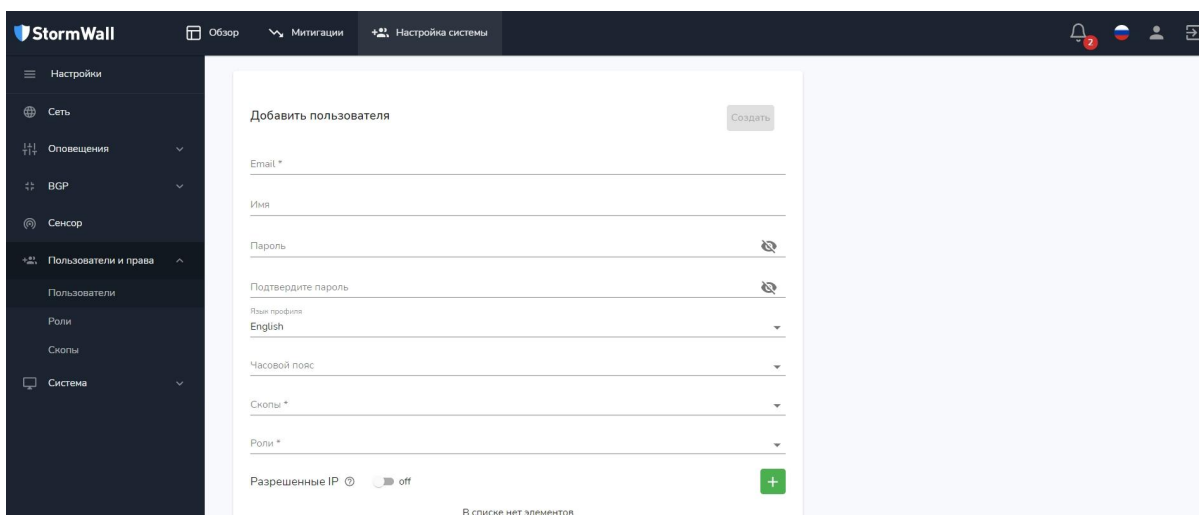 StormWall
Обзор
Митигации
Настройка системы
2
Настройки
Сеть
Оповещения
BGP
Сенсор
Пользователи и права
Пользователи
Роли
Скопы
Система
Добавить пользователя
Создать
Email *
Имя
Пароль
Подтвердите пароль
Язык профиля
English
Часовой пояс
Скопы *
Роли *
Разрешенные IP ? off
+
В списке нет элементов